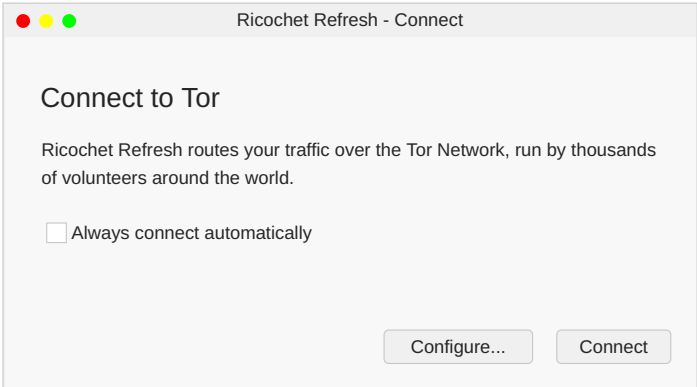 Ricochet Refresh - Connect
Connect to Tor
Ricochet Refresh routes your traffic over the Tor Network, run by thousands
of volunteers around the world.
Always connect automatically
Configure... Connect